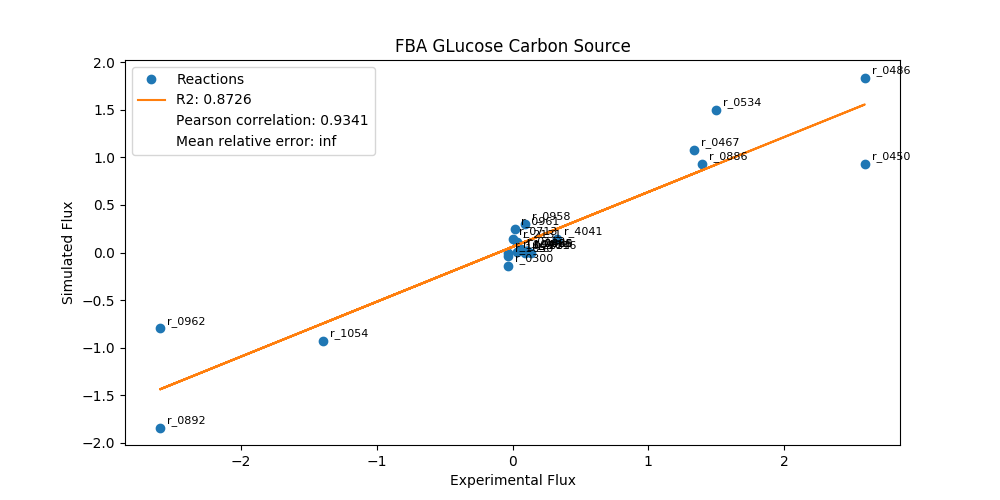 FBA GLucose Carbon Source
Reactions
R2: 0.8726
Pearson correlation: 0.9341
Mean relative error: inf
r_0486
r_0534
r_0467
r_0886
r_0450
r_0958
r_0961
r_0713
r_4041
r_0300
r_0962
r_1054
r_0892
2.0
1.5
1.0
0.5
0.0
−0.5
−1.0
−1.5
−2.0
Simulated Flux
−2
−1
0
1
2
Experimental Flux